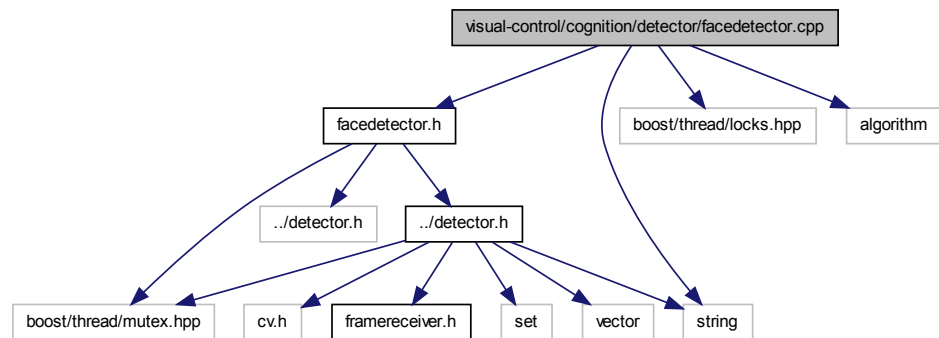 visual-control/cognition/detector/facedetector.cpp
facedetector.h
boost/thread/locks.hpp
algorithm
../detector.h
../detector.h
boost/thread/mutex.hpp
cv.h
framereceiver.h
set
vector
string